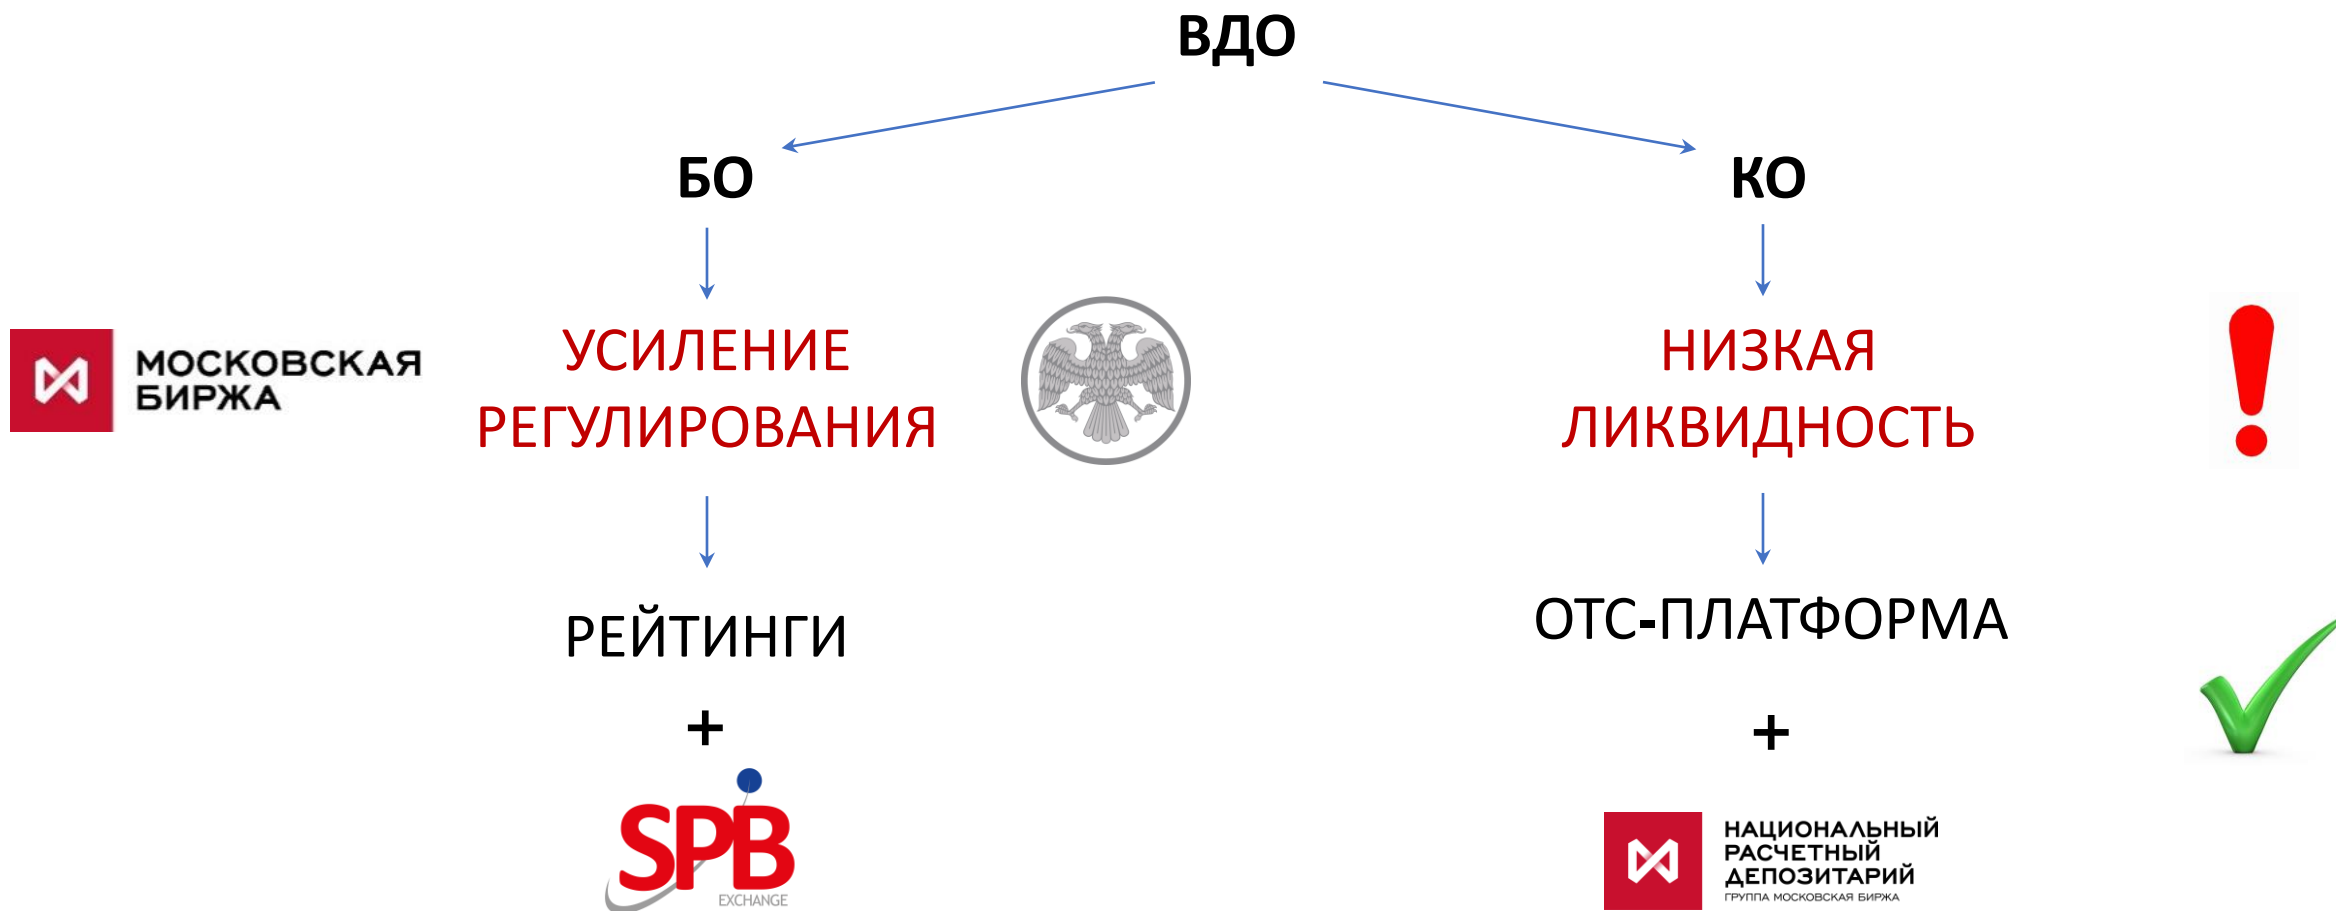 ВДО
БО
КО
МОСКОВСКАЯ
БИРЖА
УСИЛЕНИЕ
РЕГУЛИРОВАНИЯ
НИЗКАЯ
ЛИКВИДНОСТЬ
РЕЙТИНГИ
+
SPB
EXCHANGE
ОТС-ПЛАТФОРМА
+
НАЦИОНАЛЬНЫЙ
РАСЧЕТНЫЙ
ДЕПОЗИТАРИЙ
ГРУППА МОСКОВСКАЯ БИРЖА